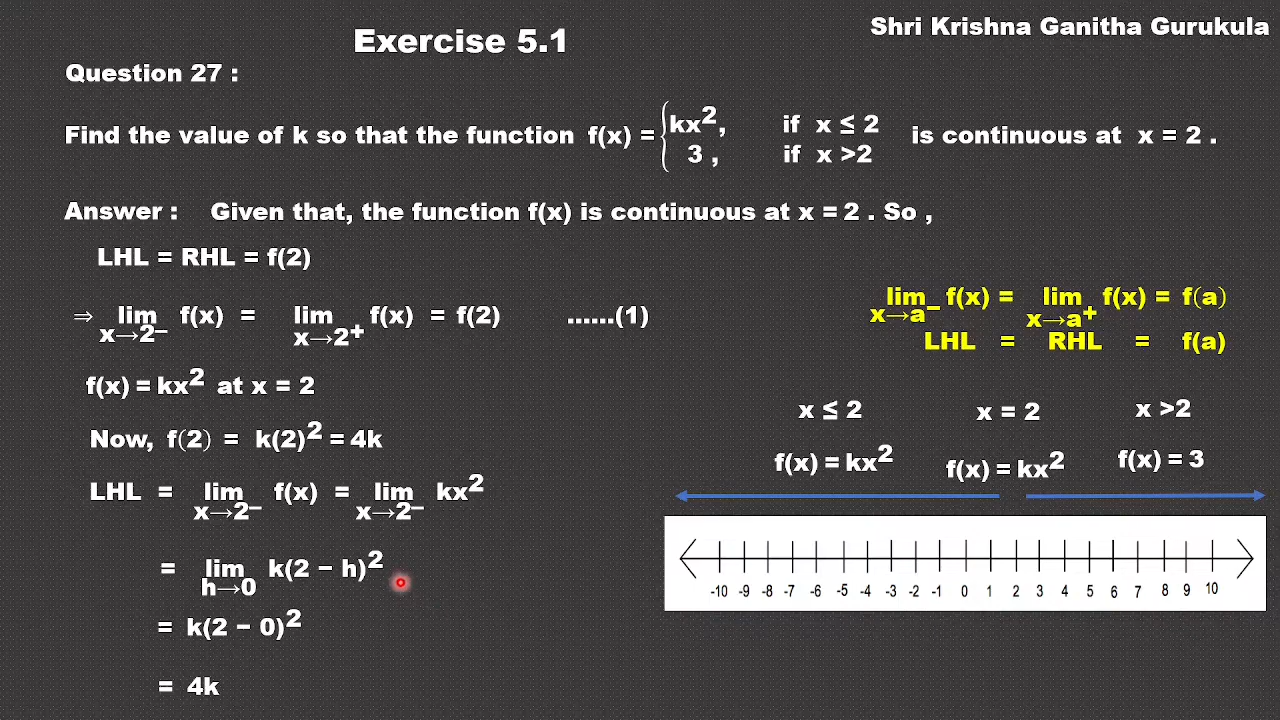 Shri Krishna Ganitha Gurukula
Exercise 5.1
Question 27 :
Find the value of k so that the function f(x) = { kx², if x ≤ 2
3 , if x >2
is continuous at x = 2 .
Answer : Given that, the function f(x) is continuous at x = 2 . So ,
LHL = RHL = f(2)
⇒ lim x→2⁻ f(x) = lim x→2⁺ f(x) = f(2) ......(1)
f(x) = kx² at x = 2
Now, f(2) = k(2)² = 4k
LHL = lim x→2⁻ f(x) = lim x→2⁻ kx²
= lim h→0 k(2 − h)²
= k(2 − 0)²
= 4k
lim x→a⁻ f(x) = lim x→a⁺ f(x) = f(a)
LHL = RHL = f(a)
x ≤ 2 x = 2 x >2
f(x) = kx² f(x) = kx² f(x) = 3
-10 -9 -8 -7 -6 -5 -4 -3 -2 -1 0 1 2 3 4 5 6 7 8 9 10